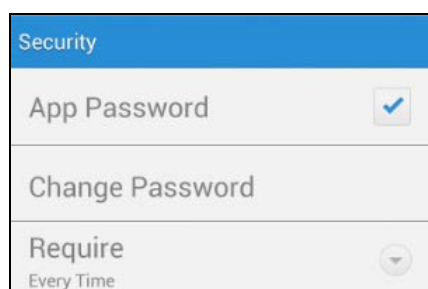 Security
App Password
Change Password
Require
Every Time